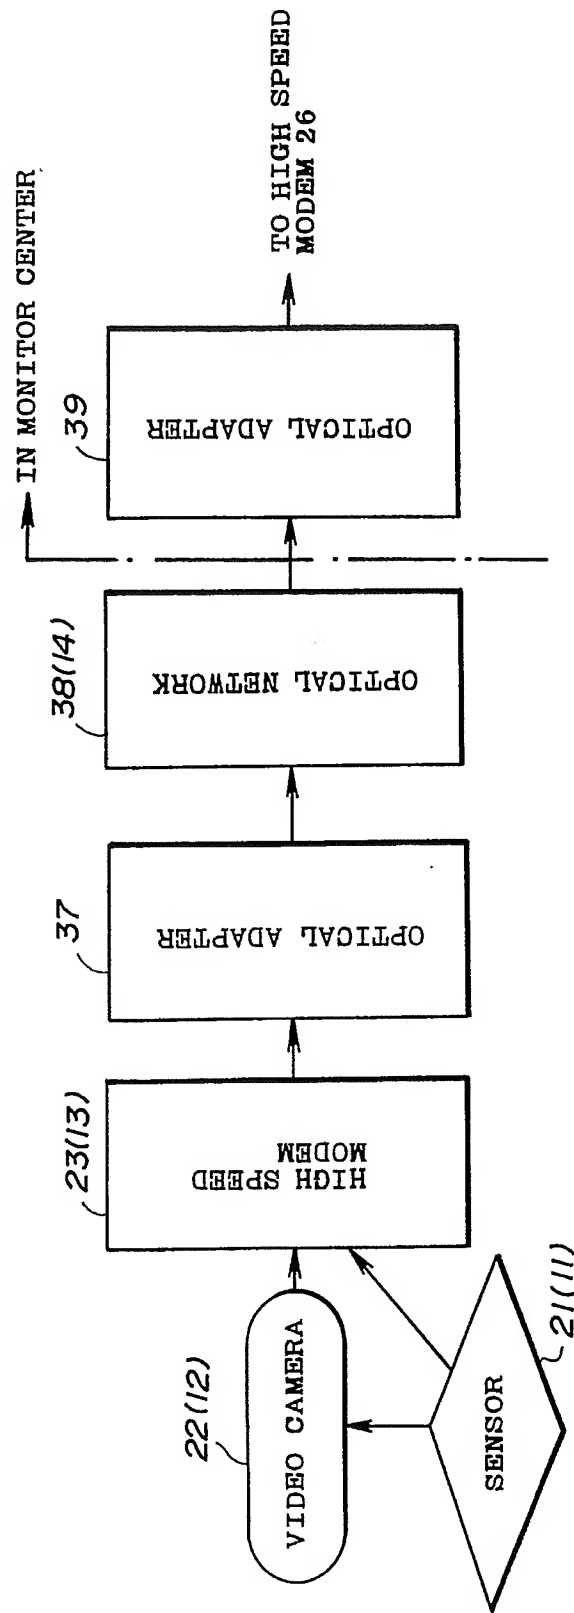 IN MONITOR CENTER
TO HIGH SPEED
MODEM 26
39
OPTICAL ADAPTER
38(14)
OPTICAL NETWORK
37
OPTICAL ADAPTER
23(13)
HIGH SPEED
MODEM
22(12)
VIDEO CAMERA
21(11)
SENSOR